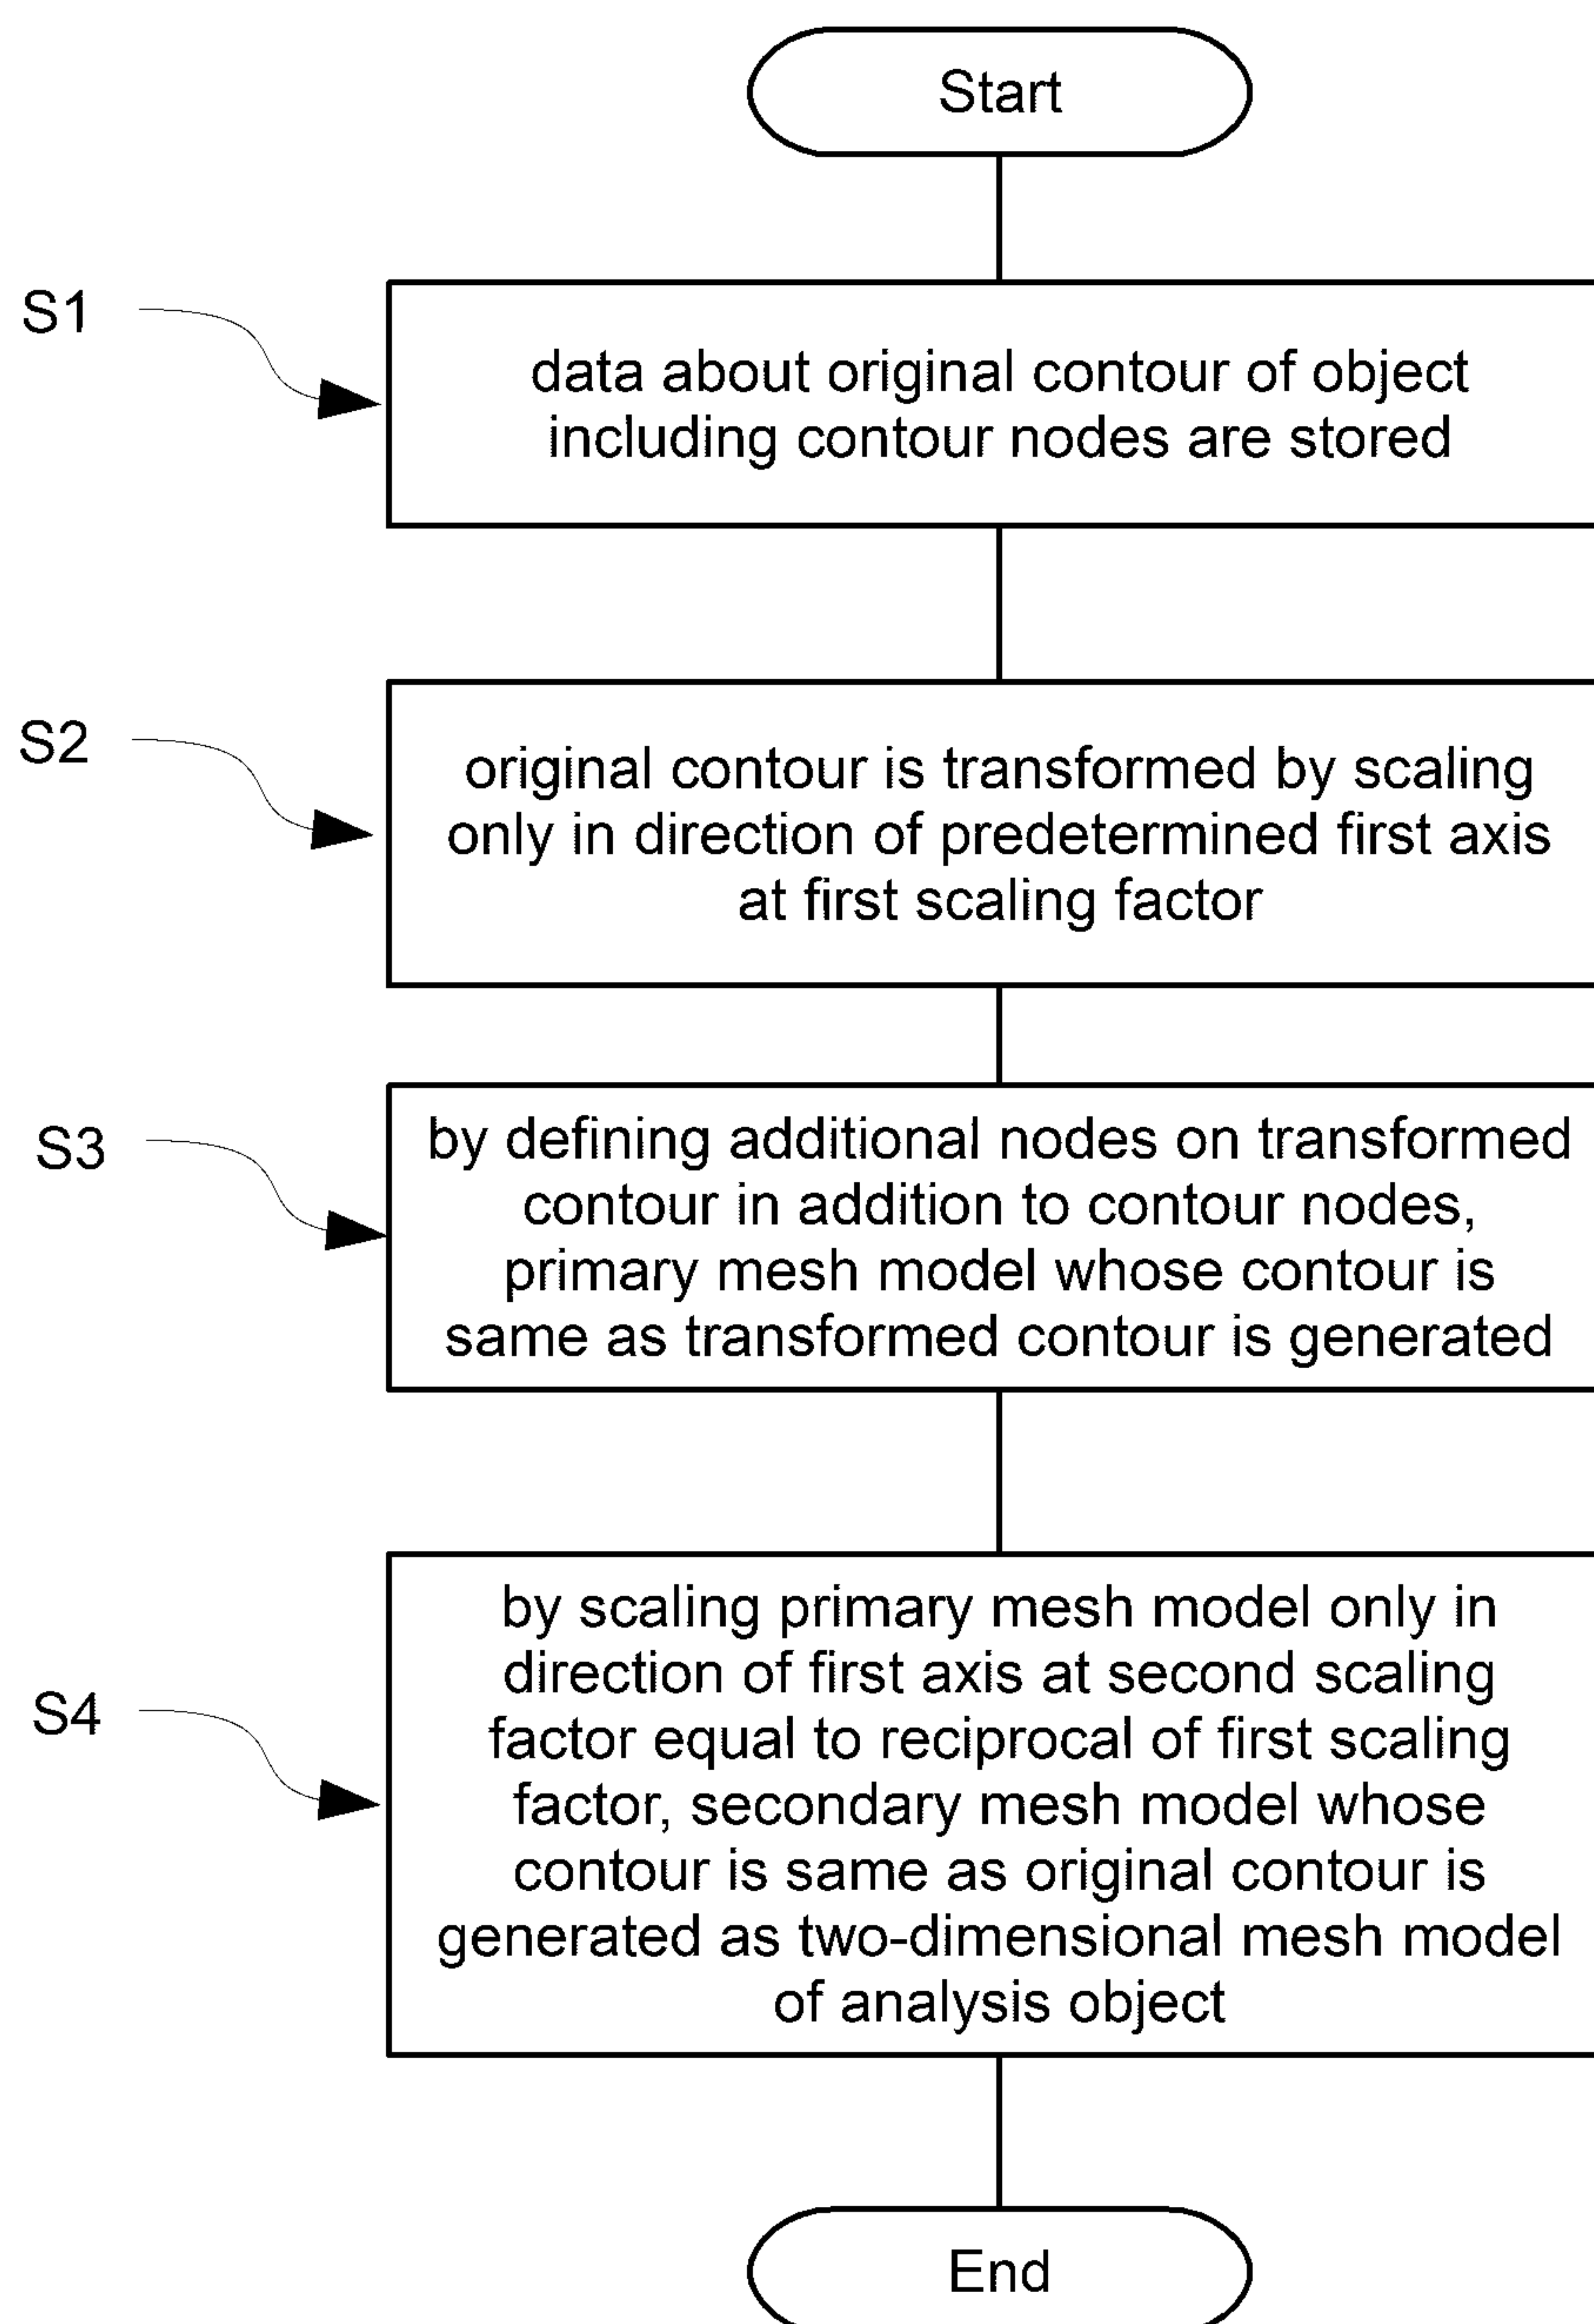 Start
S1
data about original contour of object
including contour nodes are stored
S2
original contour is transformed by scaling
only in direction of predetermined first axis
at first scaling factor
S3
by defining additional nodes on transformed
contour in addition to contour nodes,
primary mesh model whose contour is
same as transformed contour is generated
S4
by scaling primary mesh model only in
direction of first axis at second scaling
factor equal to reciprocal of first scaling
factor, secondary mesh model whose
contour is same as original contour is
generated as two-dimensional mesh model
of analysis object
End